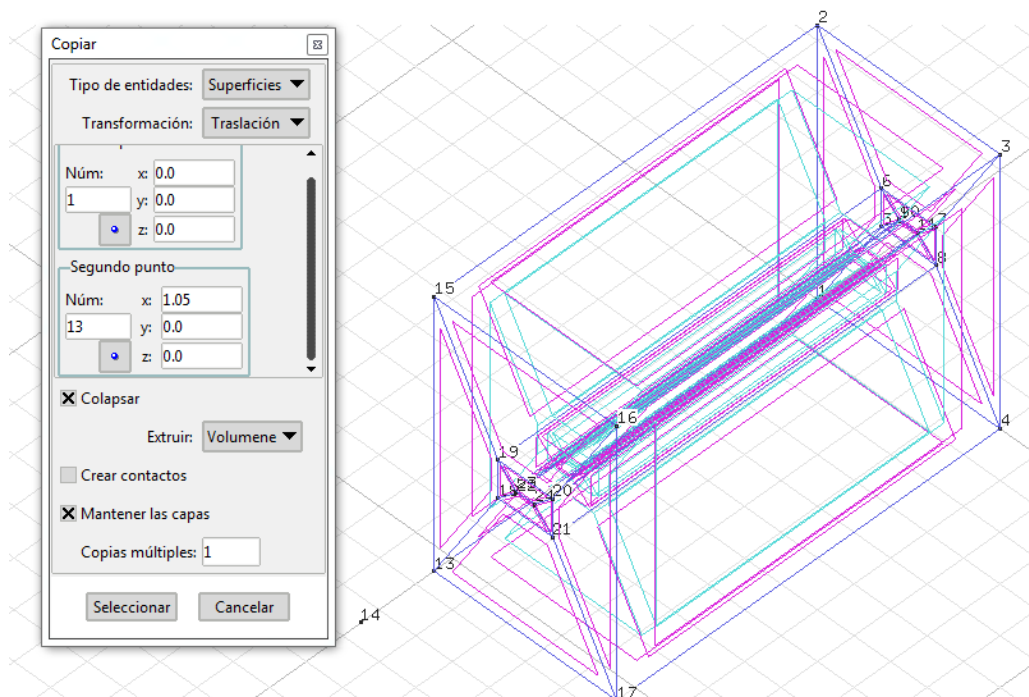 Copiar
Tipo de entidades: Superficies
Transformación: Traslación
Núm: x: 0.0
1 y: 0.0
z: 0.0
Segundo punto
Núm: x: 1.05
13 y: 0.0
z: 0.0
Colapsar
Extruir: Volumene
Crear contactos
Mantener las capas
Copias múltiples: 1
Seleccionar Cancelar
2
3
6
8
1
15
4
16
19
20
21
13
14
17